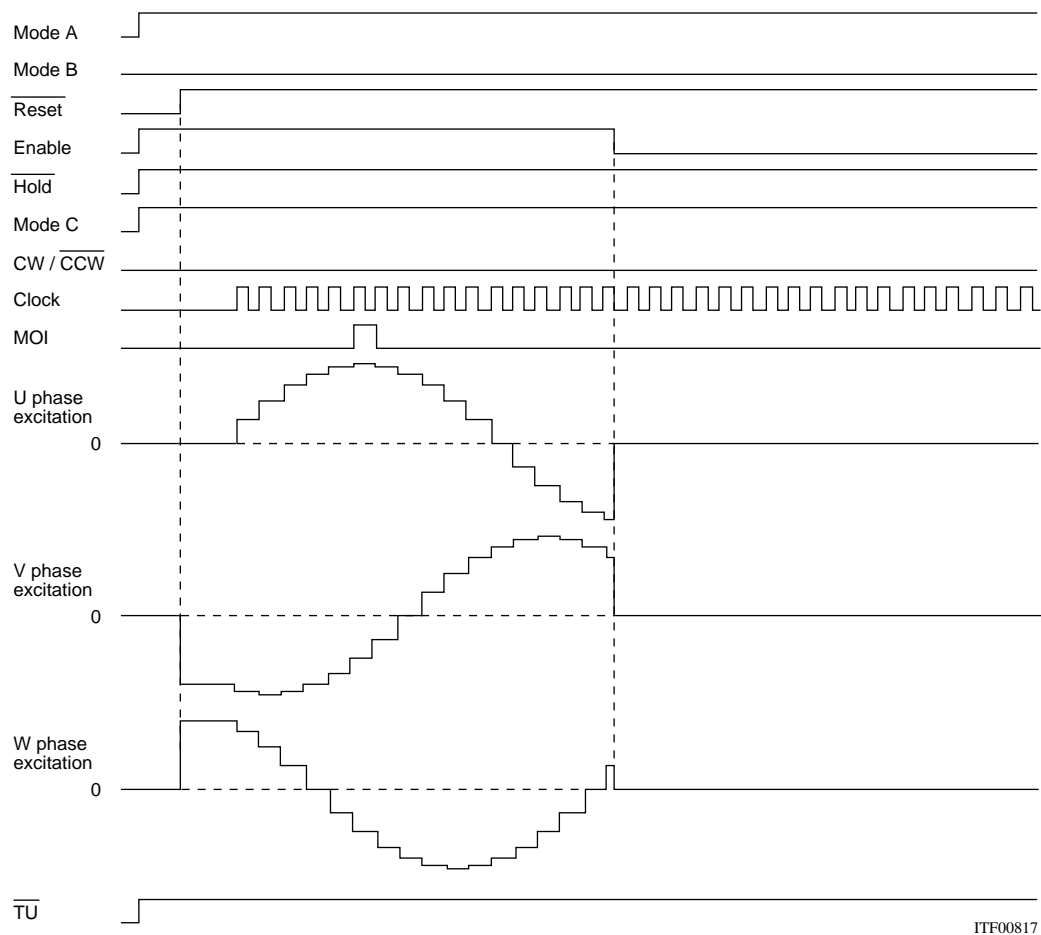 Mode A
Mode B
Reset
Enable
Hold
Mode C
CW / CCW
Clock
MOI
U phase
excitation
0
V phase
excitation
0
W phase
excitation
0
TU
ITF00817